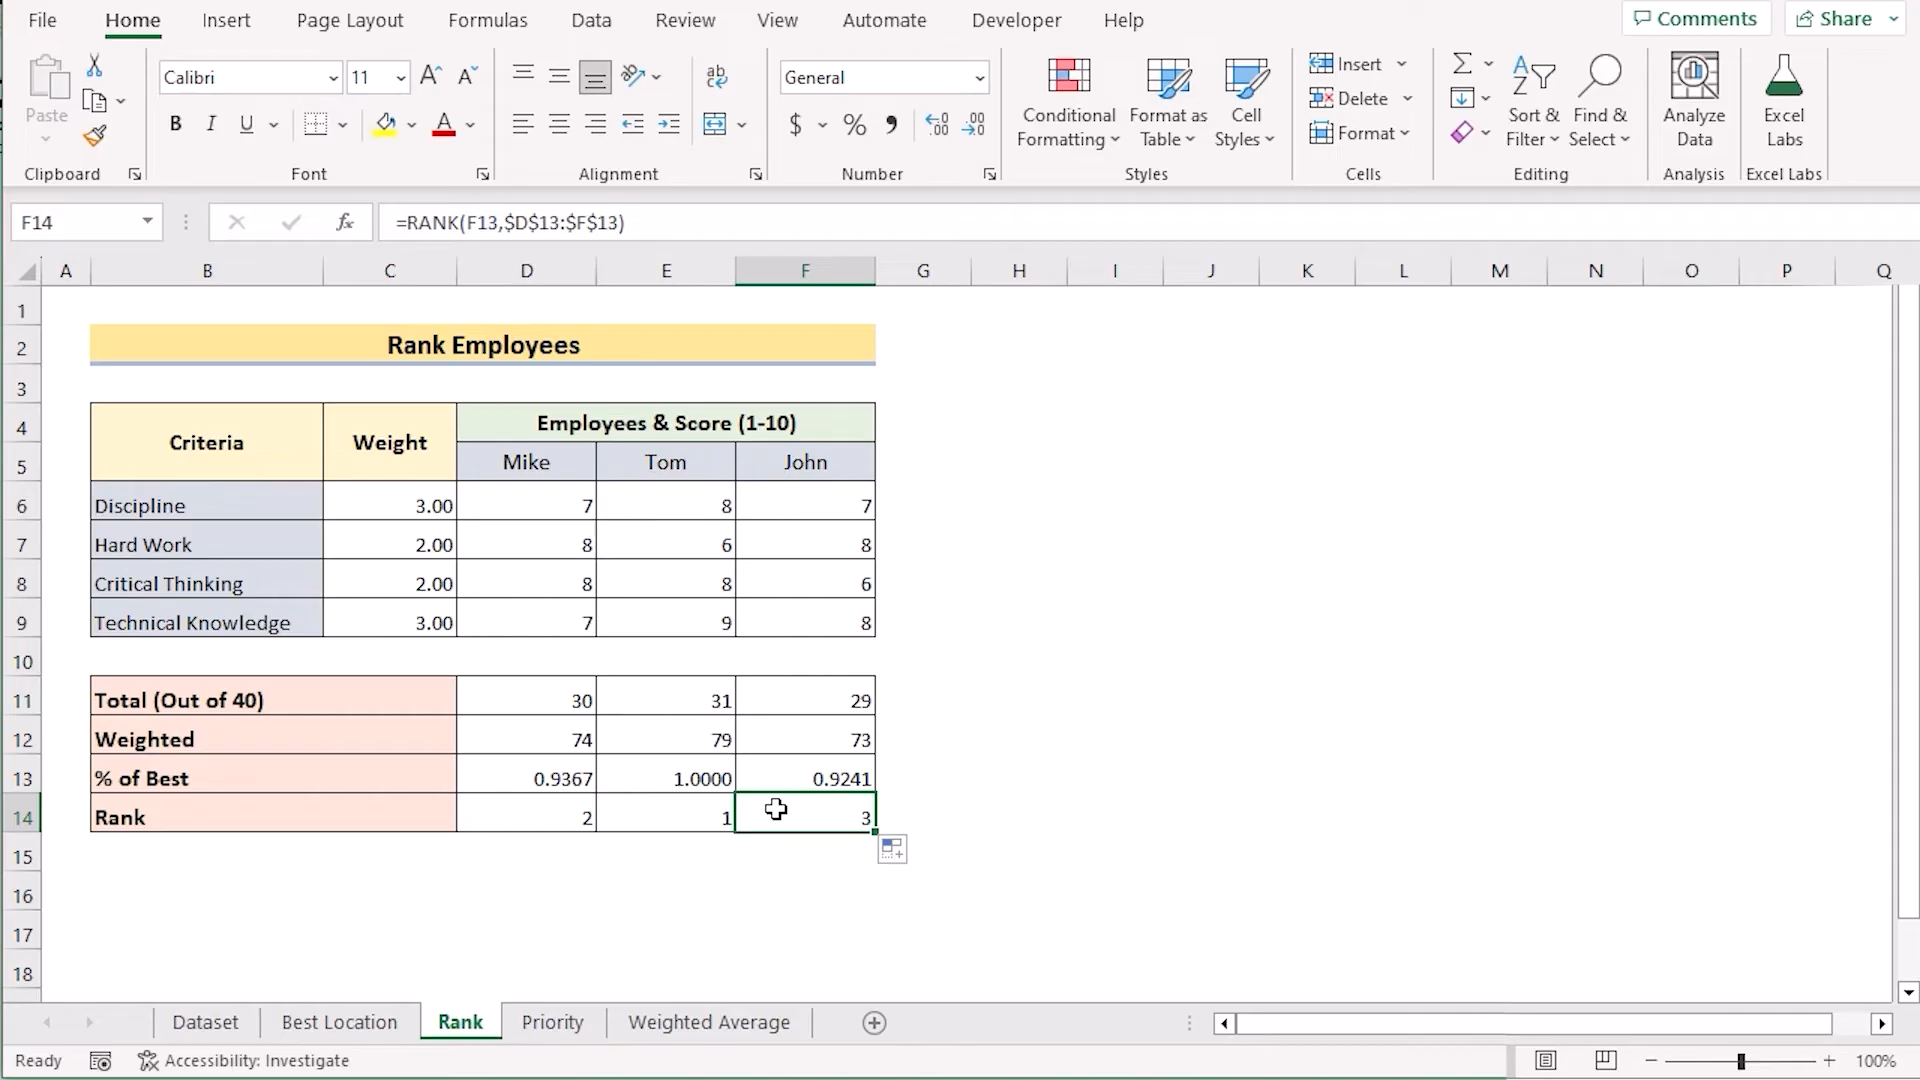 File Home Insert Page Layout Formulas Data Review View Automate Developer Help Comments Share
Paste Calibri 11 A^ A˅ B I U A ab General $ % , Conditional Formatting Format as Table Cell Styles Insert Delete Format Σ Sort & Filter Find & Select Analyze Data Excel Labs
Clipboard Font Alignment Number Styles Cells Editing Analysis Excel Labs
F14 fx =RANK(F13,$D$13:$F$13)
A B C D E F G H I J K L M N O P Q
1
2 Rank Employees
3
4 Criteria Weight Employees & Score (1-10)
5 Mike Tom John
6 Discipline 3.00 7 8 7
7 Hard Work 2.00 8 6 8
8 Critical Thinking 2.00 8 8 6
9 Technical Knowledge 3.00 7 9 8
10
11 Total (Out of 40) 30 31 29
12 Weighted 74 79 73
13 % of Best 0.9367 1.0000 0.9241
14 Rank 2 1 3
15
16
17
18
Dataset Best Location Rank Priority Weighted Average
Ready Accessibility: Investigate 100%